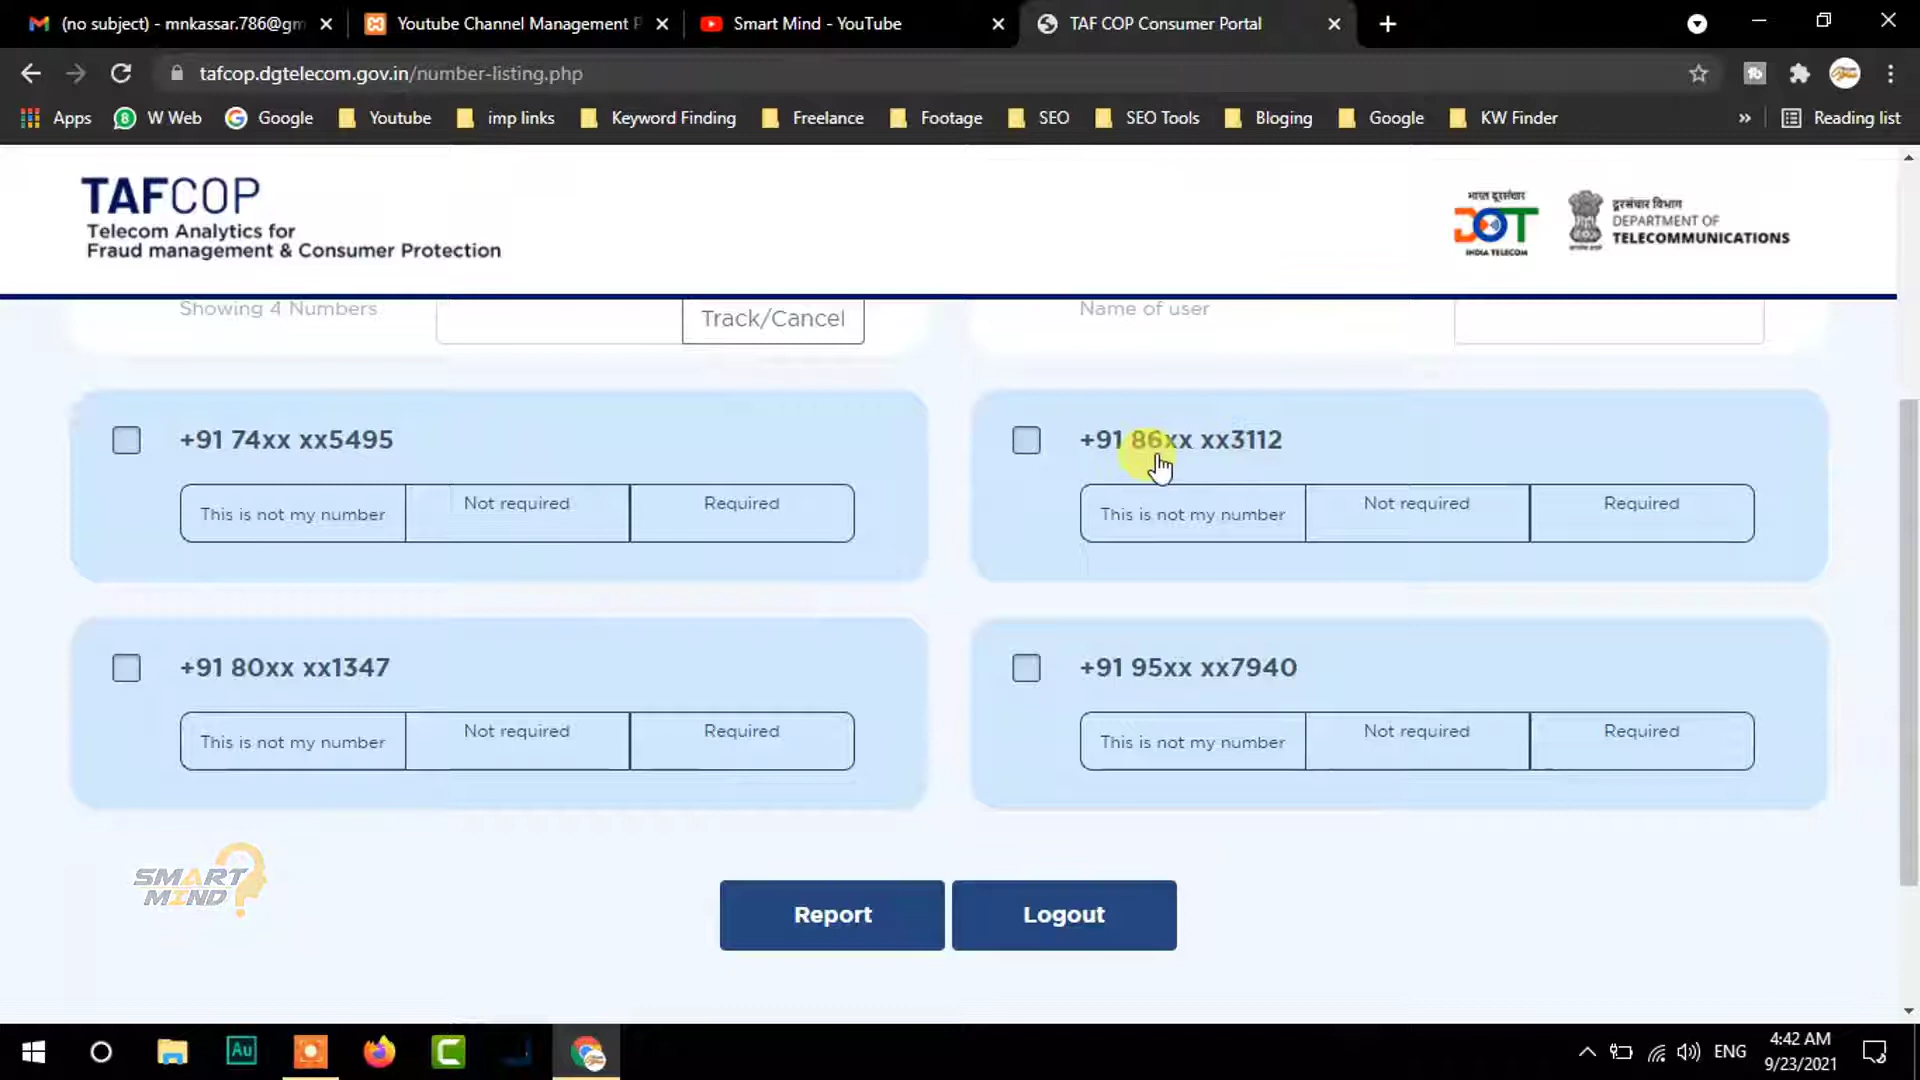 (no subject) - mnkassar.786@gm
Youtube Channel Management P
Smart Mind - YouTube
TAF COP Consumer Portal
tafcop.dgtelecom.gov.in/number-listing.php
Apps
8
W Web
Google
Youtube
imp links
Keyword Finding
Freelance
Footage
SEO
SEO Tools
Bloging
Google
KW Finder
»
Reading list
TAFCOP
Telecom Analytics for
Fraud management & Consumer Protection
भारत दूरसंचार
DOT
INDIA TELECOM
दूरसंचार विभाग
DEPARTMENT OF
TELECOMMUNICATIONS
Showing 4 Numbers
Track/Cancel
Name of user
+91 74xx xx5495
This is not my number
Not required
Required
+91 86xx xx3112
This is not my number
Not required
Required
+91 80xx xx1347
This is not my number
Not required
Required
+91 95xx xx7940
This is not my number
Not required
Required
SMART
MIND
Report
Logout
Au
ENG
4:42 AM
9/23/2021